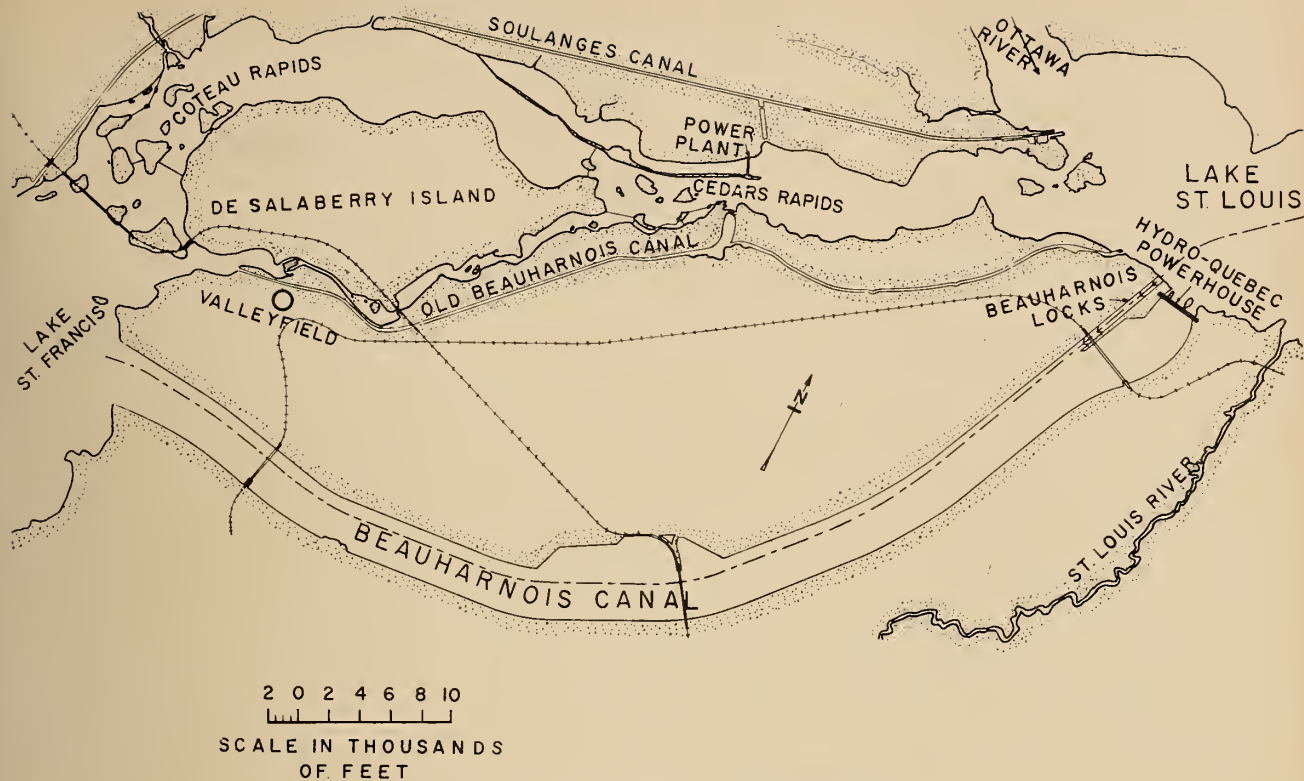 SOULANGES CANAL
OTTAWA
RIVER
COTEAU RAPIDS
POWER
PLANT
LAKE
ST. LOUIS
DE SALABERRY ISLAND
CEDARS RAPIDS
HYDRO-QUEBEC
POWERHOUSE
OLD BEAUHARNOIS CANAL
BEAUHARNOIS
LOCKS
VALLEYFIELD
LAKE
ST. FRANCIS
N
BEAUHARNOIS CANAL
ST. LOUIS RIVER
2 0 2 4 6 8 10
SCALE IN THOUSANDS
OF FEET